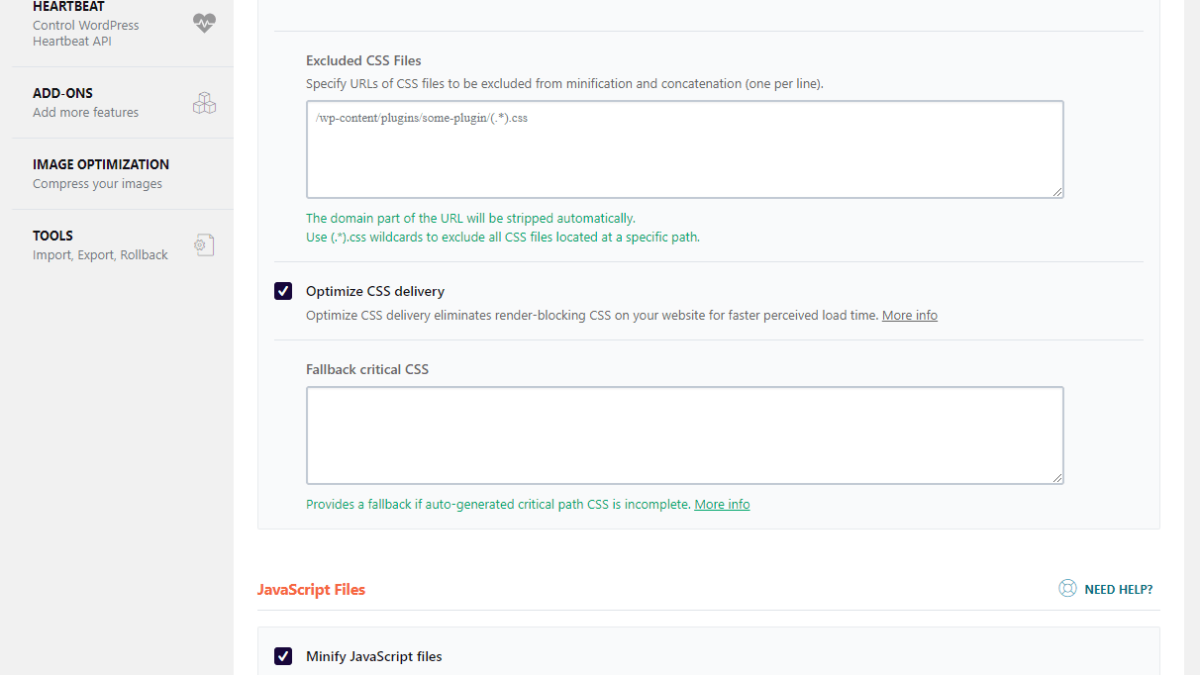 HEARTBEAT
Control WordPress
Heartbeat API
ADD-ONS
Add more features
IMAGE OPTIMIZATION
Compress your images
TOOLS
Import, Export, Rollback
Excluded CSS Files
Specify URLs of CSS files to be excluded from minification and concatenation (one per line).
/wp-content/plugins/some-plugin/(.*).css
The domain part of the URL will be stripped automatically.
Use (.*).css wildcards to exclude all CSS files located at a specific path.
Optimize CSS delivery
Optimize CSS delivery eliminates render-blocking CSS on your website for faster perceived load time. More info
Fallback critical CSS
Provides a fallback if auto-generated critical path CSS is incomplete. More info
JavaScript Files
NEED HELP?
Minify JavaScript files